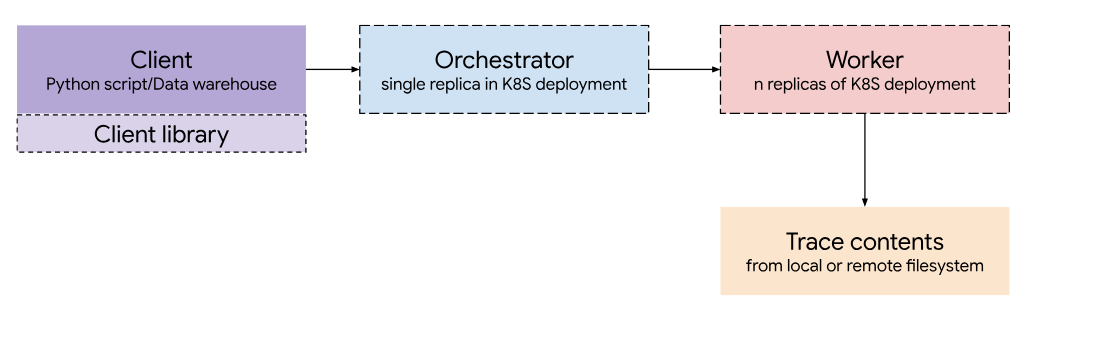 Client
Python script/Data warehouse
Client library
Orchestrator
single replica in K8S deployment
Worker
n replicas of K8S deployment
Trace contents
from local or remote filesystem